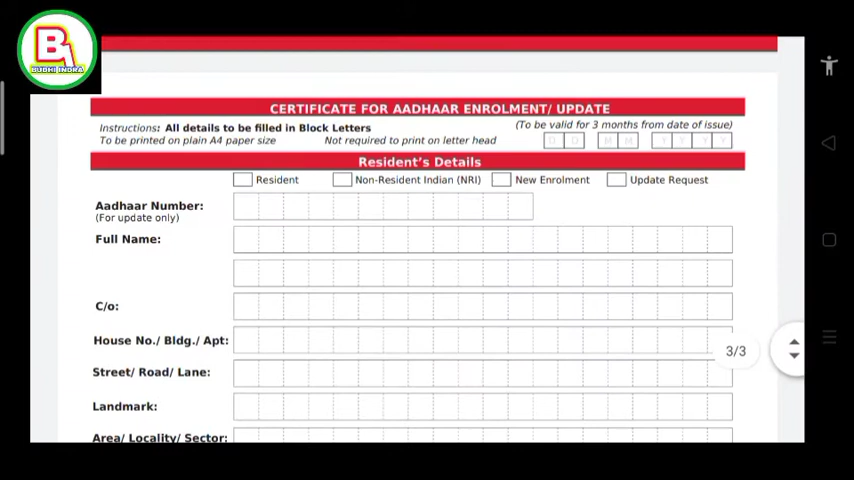 BUDHI INDRA
CERTIFICATE FOR AADHAAR ENROLMENT/ UPDATE
Instructions: All details to be filled in Block Letters
(To be valid for 3 months from date of issue)
To be printed on plain A4 paper size Not required to print on letter head
D D M M Y Y Y Y
Resident's Details
Resident Non-Resident Indian (NRI) New Enrolment Update Request
Aadhaar Number:
(For update only)
Full Name:
C/o:
House No./ Bldg./ Apt:
3/3
Street/ Road/ Lane:
Landmark:
Area/ Locality/ Sector: